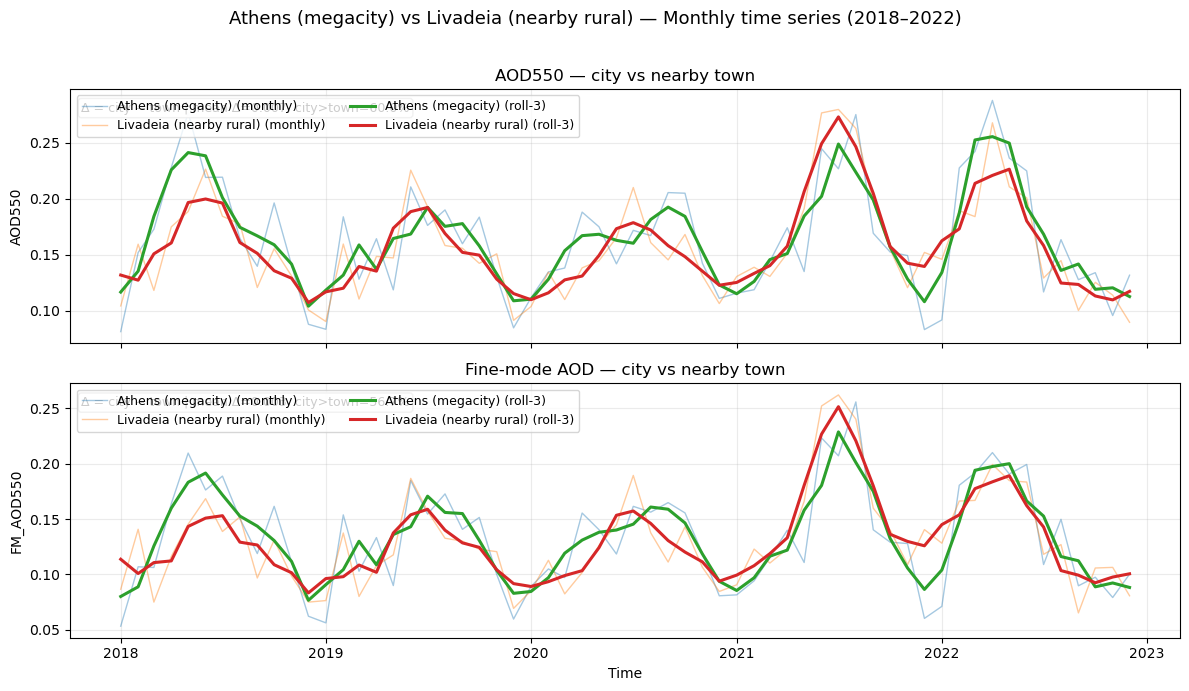 Athens (megacity) vs Livadeia (nearby rural) — Monthly time series (2018–2022)
AOD550 — city vs nearby town
Athens (megacity) (monthly) Athens (megacity) (roll-3)
Livadeia (nearby rural) (monthly) Livadeia (nearby rural) (roll-3)
AOD550
0.25
0.20
0.15
0.10
Fine-mode AOD — city vs nearby town
Athens (megacity) (monthly) Athens (megacity) (roll-3)
Livadeia (nearby rural) (monthly) Livadeia (nearby rural) (roll-3)
FM_AOD550
0.25
0.20
0.15
0.10
0.05
2018 2019 2020 2021 2022 2023
Time